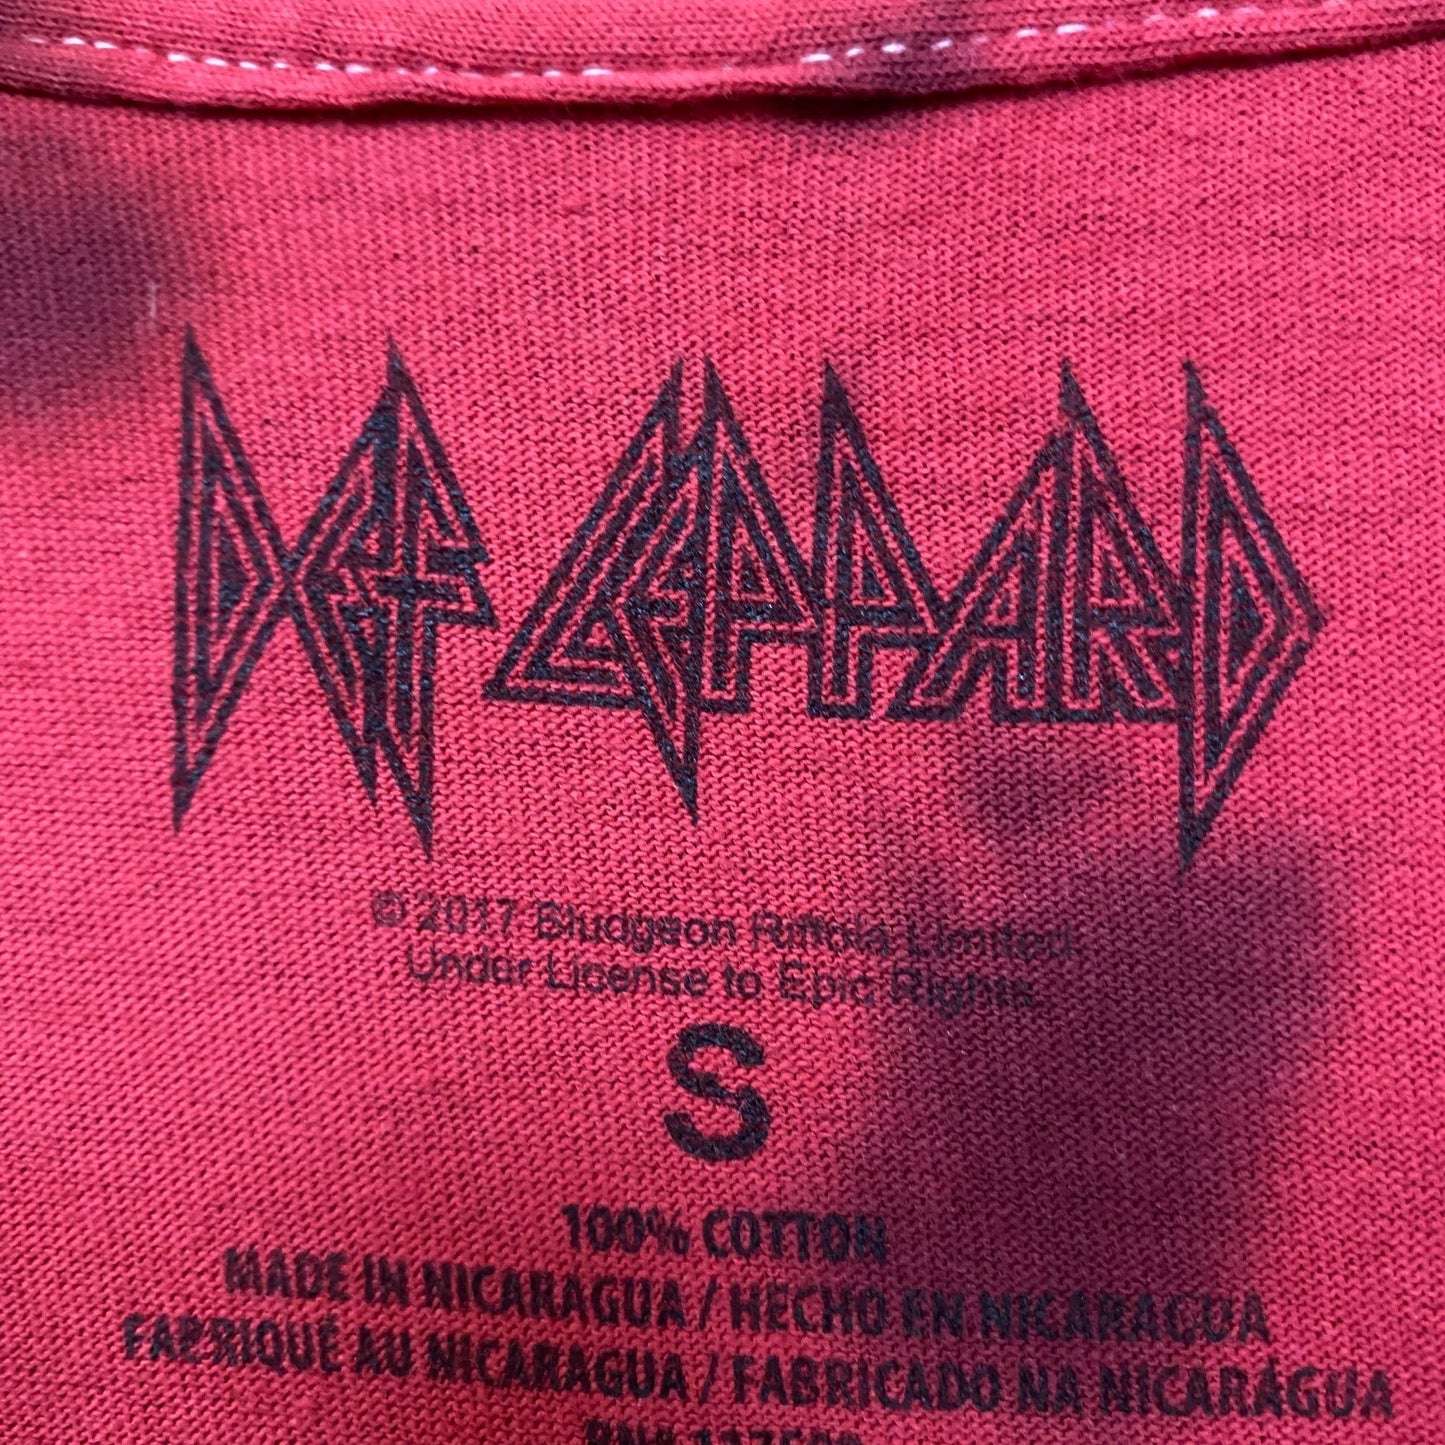 DEF LEPPARD
© 2017 Bludgeon Riffola Limited
Under License to Epic Rights
S
100% COTTON
MADE IN NICARAGUA / HECHO EN NICARAGUA
FABRIQUÉ AU NICARAGUA / FABRICADO NA NICARÁGUA